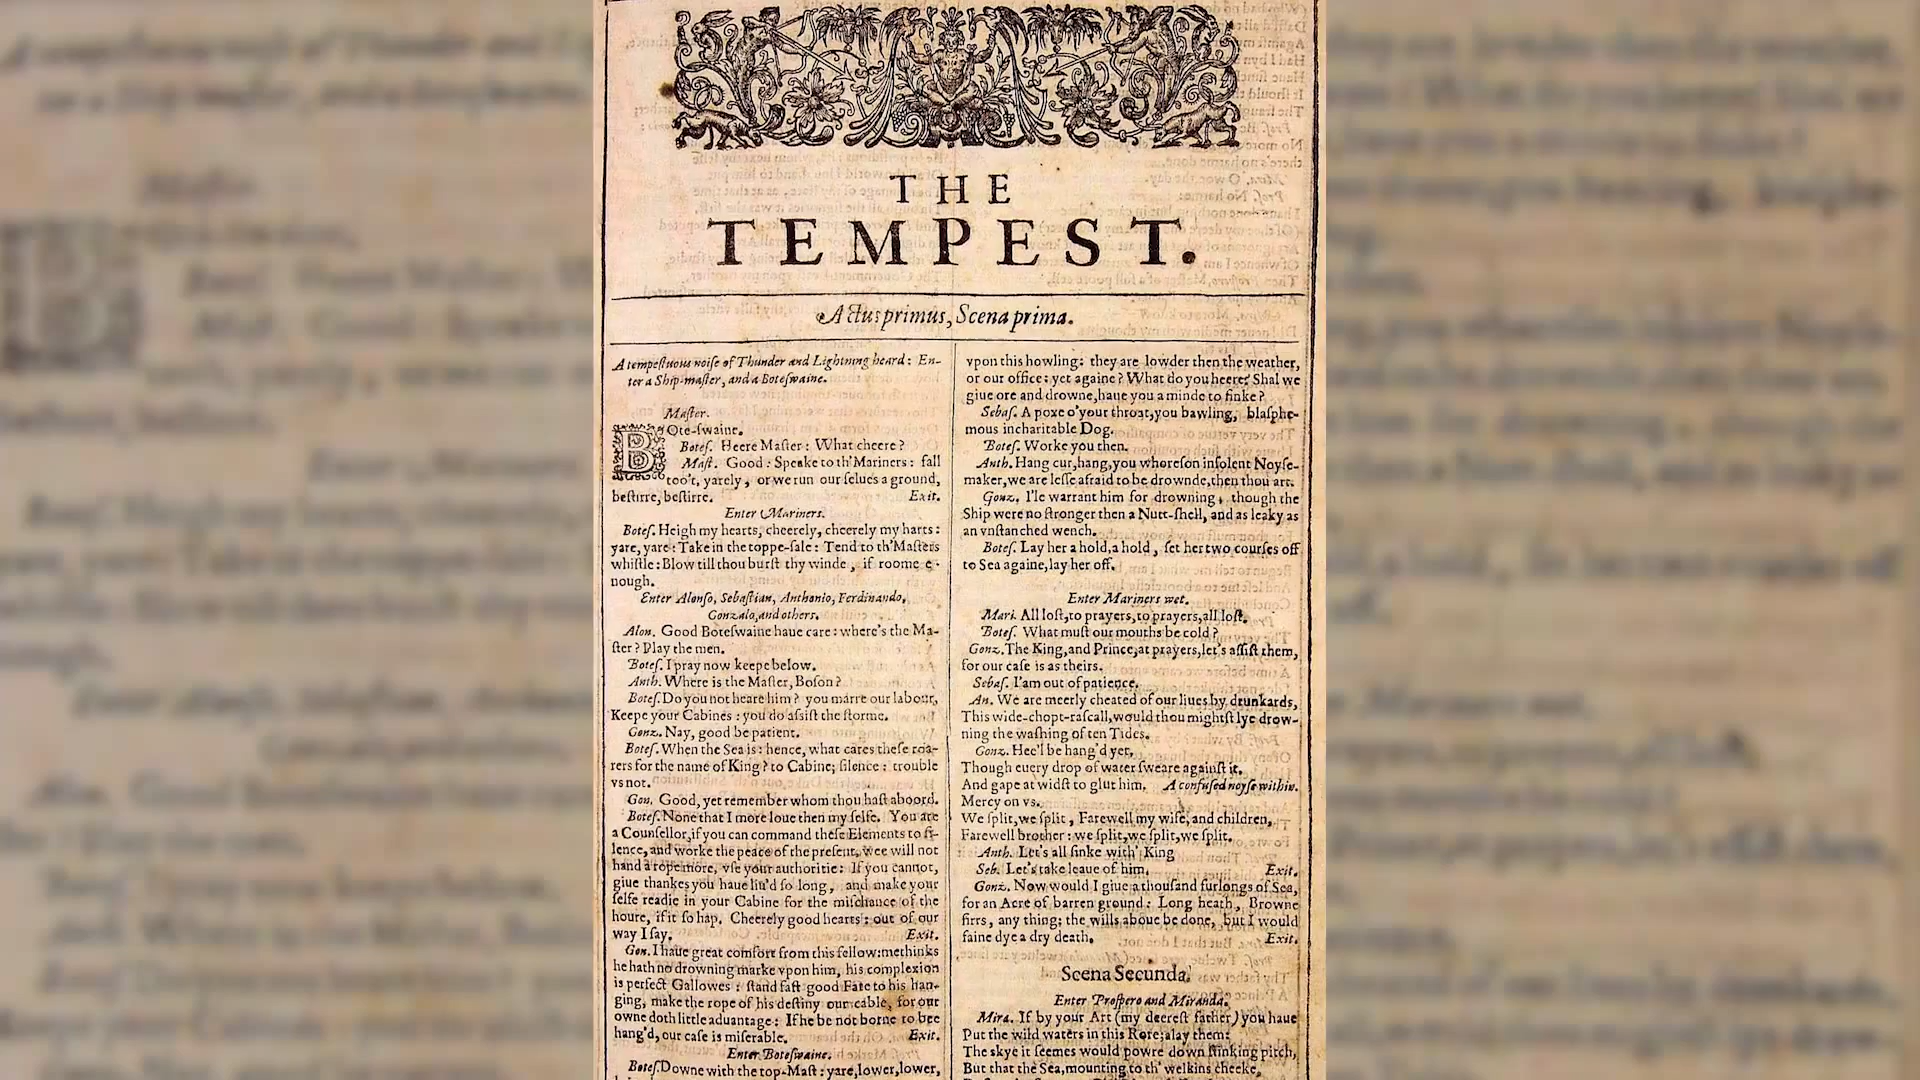 THE
TEMPEST.
Actus primus, Scena prima.
A tempestuous noise of Thunder and Lightning heard: En-
ter a Ship-master, and a Boteswaine.
Master.
BOte-swaine.
Botes. Heere Master: What cheere?
Mast. Good: Speake to th'Mariners: fall
too't, yarely, or we run our selues a ground,
bestirre, bestirre. Exit.
Enter Mariners.
Botes. Heigh my hearts, cheerely, cheerely my harts:
yare, yare: Take in the toppe-sale: Tend to th'Masters
whistle: Blow till thou burst thy winde, if roome e-
nough.
Enter Alonso, Sebastian, Anthonio, Ferdinando,
Gonzalo, and others.
Alon. Good Boteswaine haue care: where's the Ma-
ster? Play the men.
Botes. I pray now keepe below.
Anth. Where is the Master, Boson?
Botes. Do you not heare him? you marre our labour,
Keepe your Cabines: you do assist the storme.
Gonz. Nay, good be patient.
Botes. When the Sea is: hence, what cares these roa-
rers for the name of King? to Cabine; silence: trouble
vs not.
Gon. Good, yet remember whom thou hast aboord.
Botes. None that I more loue then my selfe. You are
a Counsellor, if you can command these Elements to si-
lence, and worke the peace of the present, wee will not
hand a rope more, vse your authoritie: If you cannot,
giue thankes you haue liu'd so long, and make your
selfe readie in your Cabine for the mischance of the
houre, if it so hap. Cheerely good hearts: out of our
way I say. Exit.
Gon. I haue great comfort from this fellow: methinks
he hath no drowning marke vpon him, his complexion
is perfect Gallowes: stand fast good Fate to his han-
ging, make the rope of his destiny our cable, for our
owne doth little aduantage: If he be not borne to bee
hang'd, our case is miserable. Exit.
Enter Boteswaine.
Botes. Downe with the top-Mast: yare, lower, lower,
vpon this howling: they are lowder then the weather,
or our office: yet againe? What do you heere? Shal we
giue ore and drowne, haue you a minde to sinke?
Sebas. A poxe o'your throat, you bawling, blasphe-
mous incharitable Dog.
Botes. Worke you then.
Anth. Hang cur, hang, you whoreson insolent Noyse-
maker, we are lesse afraid to be drownde, then thou art.
Gonz. I'le warrant him for drowning, though the
Ship were no stronger then a Nutt-shell, and as leaky as
an vnstanched wench.
Botes. Lay her a hold, a hold, set her two courses off
to Sea againe, lay her off.
Enter Mariners wet.
Mari. All lost, to prayers, to prayers, all lost.
Botes. What must our mouths be cold?
Gonz. The King, and Prince, at prayers, let's assist them,
for our case is as theirs.
Sebas. I'am out of patience.
An. We are meerly cheated of our liues by drunkards,
This wide-chopt-rascall, would thou mightst lye drow-
ning the washing of ten Tides.
Gonz. Hee'l be hang'd yet,
Though euery drop of water sweare against it,
And gape at widst to glut him. A confused noyse within.
Mercy on vs.
We split, we split, Farewell my wife, and children,
Farewell brother: we split, we split, we split.
Anth. Let's all sinke with' King
Seb. Let's take leaue of him. Exit.
Gonz. Now would I giue a thousand furlongs of Sea,
for an Acre of barren ground: Long heath, Browne
firrs, any thing; the wills aboue be done, but I would
faine dye a dry death. Exit.
Scena Secunda.
Enter Prospero and Miranda.
Mira. If by your Art (my deerest father) you haue
Put the wild waters in this Rore; alay them:
The skye it seemes would powre down stinking pitch,
But that the Sea, mounting to th' welkins cheeke,